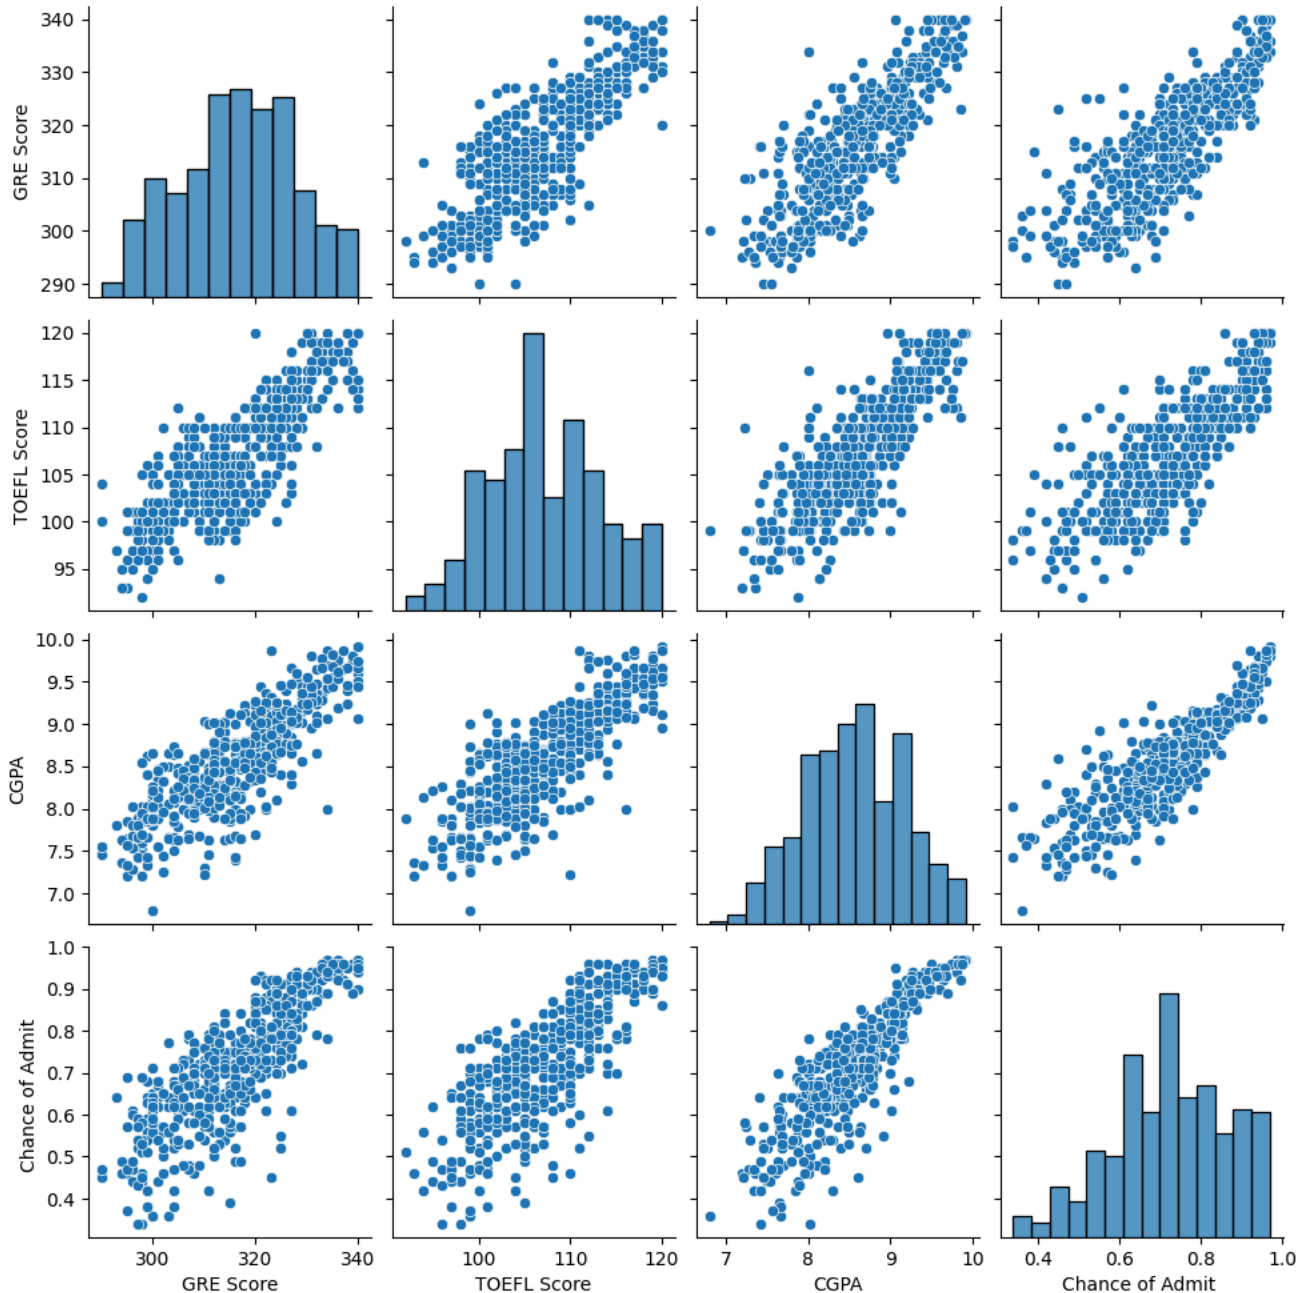 340
330
320
310
300
290
GRE Score
120
115
110
105
100
95
TOEFL Score
10.0
9.5
9.0
8.5
8.0
7.5
7.0
CGPA
1.0
0.9
0.8
0.7
0.6
0.5
0.4
Chance of Admit
300 320 340
GRE Score
100 110 120
TOEFL Score
7 8 9 10
CGPA
0.4 0.6 0.8 1.0
Chance of Admit